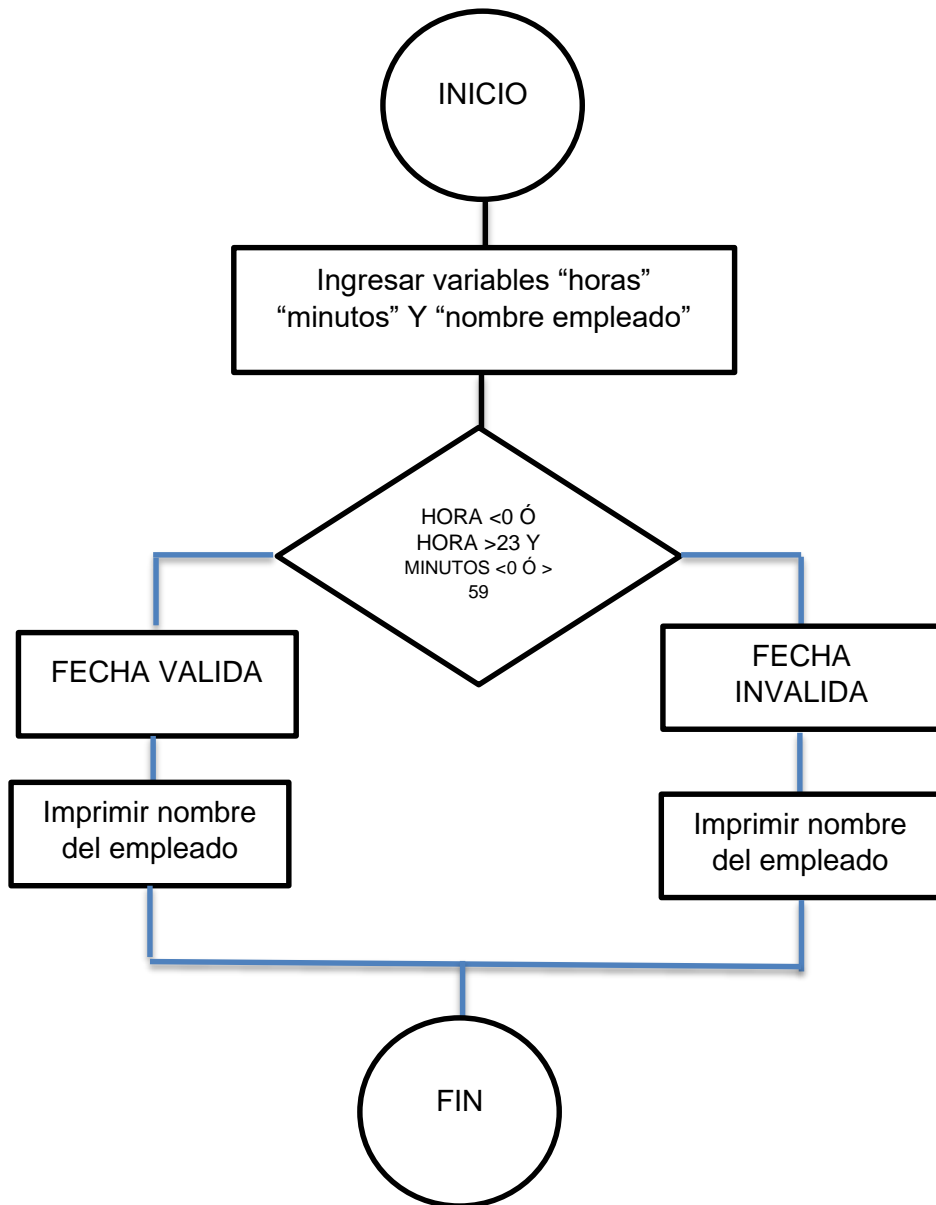 INICIO
Ingresar variables “horas”
“minutos” Y “nombre empleado”
HORA <0 Ó
HORA >23 Y
MINUTOS <0 Ó >
59
FECHA VALIDA
Imprimir nombre
del empleado
FECHA
INVALIDA
Imprimir nombre
del empleado
FIN